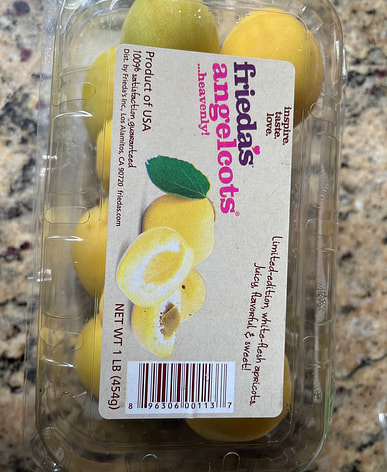 inspire.
taste.
love.
frieda's
angelcots®
...heavenly!
Product of USA
100% satisfaction guaranteed
Dist. by Frieda's Inc., Los Alamitos, CA 90720 friedas.com
Limited-edition, white-flesh apricots
Juicy, flavorful & sweet!
NET WT 1 LB (454g)
8 96306 00113 7